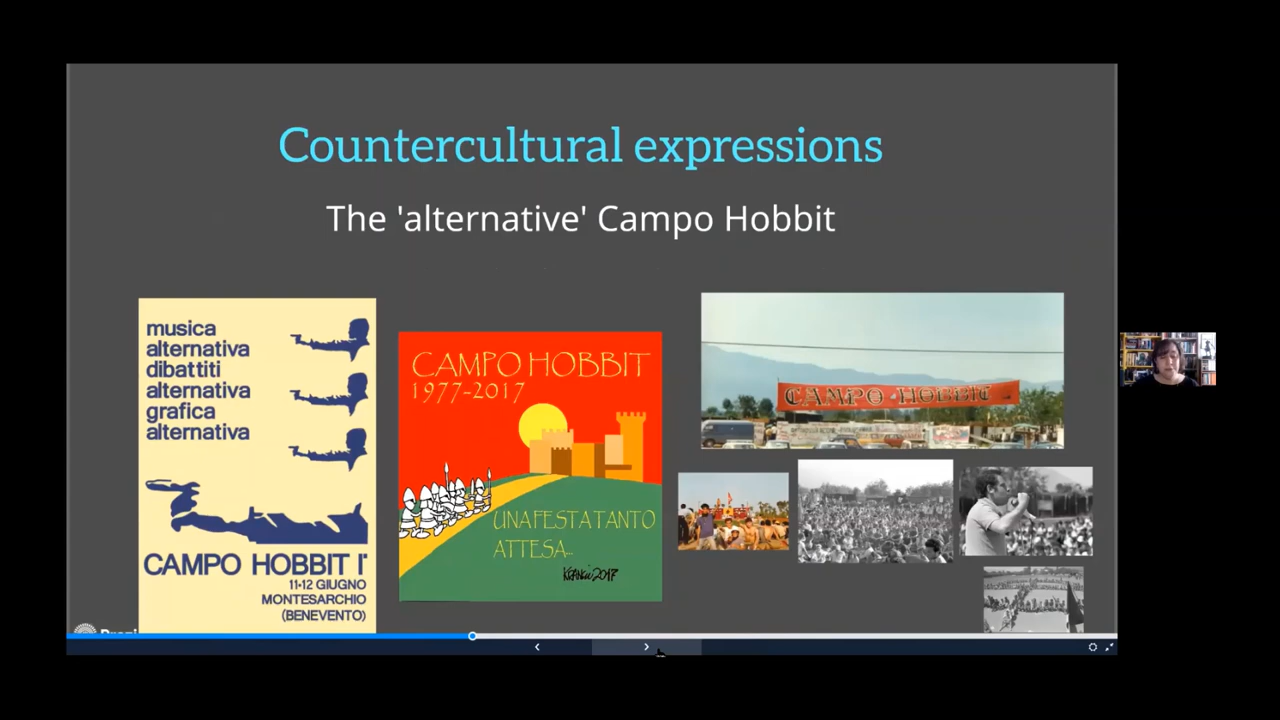 Countercultural expressions
The 'alternative' Campo Hobbit
musica
alternativa
dibattiti
alternativa
grafica
alternativa
CAMPO HOBBIT I°
11-12 GIUGNO
MONTESARCHIO
(BENEVENTO)
CAMPO HOBBIT
1977-2017
UNA FESTA TANTO
ATTESA...
CAMPO HOBBIT